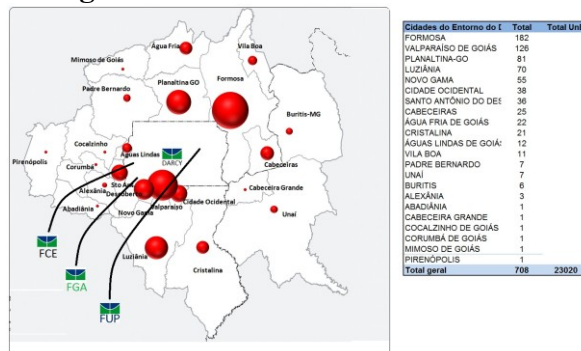 Água Fria
Vila Boa
Mimoso de Goiás
Planaltina GO
Formosa
Padre Bernardo
Buritis-MG
Cocalzinho
Águas Lindas
DARCY
Pirenópolis
Corumbá
Cabeceiras
Alexânia
Sto Ant.
Descoberto
Cabeceira Grande
Abadiânia
Novo Gama
Valparaiso
Cidade Ocidental
Unaí
FCE
Luziânia
Cristalina
FGA
FUP
Cidades do Entorno do D Total Total Uni
FORMOSA 182
VALPARAÍSO DE GOIÁS 126
PLANALTINA-GO 81
LUZIÂNIA 70
NOVO GAMA 55
CIDADE OCIDENTAL 38
SANTO ANTÔNIO DO DES 36
CABECEIRAS 25
ÁGUA FRIA DE GOIÁS 22
CRISTALINA 21
ÁGUAS LINDAS DE GOIÁ 12
VILA BOA 11
PADRE BERNARDO 7
UNAÍ 7
BURITIS 6
ALEXÂNIA 3
ABADIÂNIA 1
CABECEIRA GRANDE 1
COCALZINHO DE GOIÁS 1
CORUMBÁ DE GOIÁS 1
MIMOSO DE GOIÁS 1
PIRENÓPOLIS 1
Total geral 708 23020